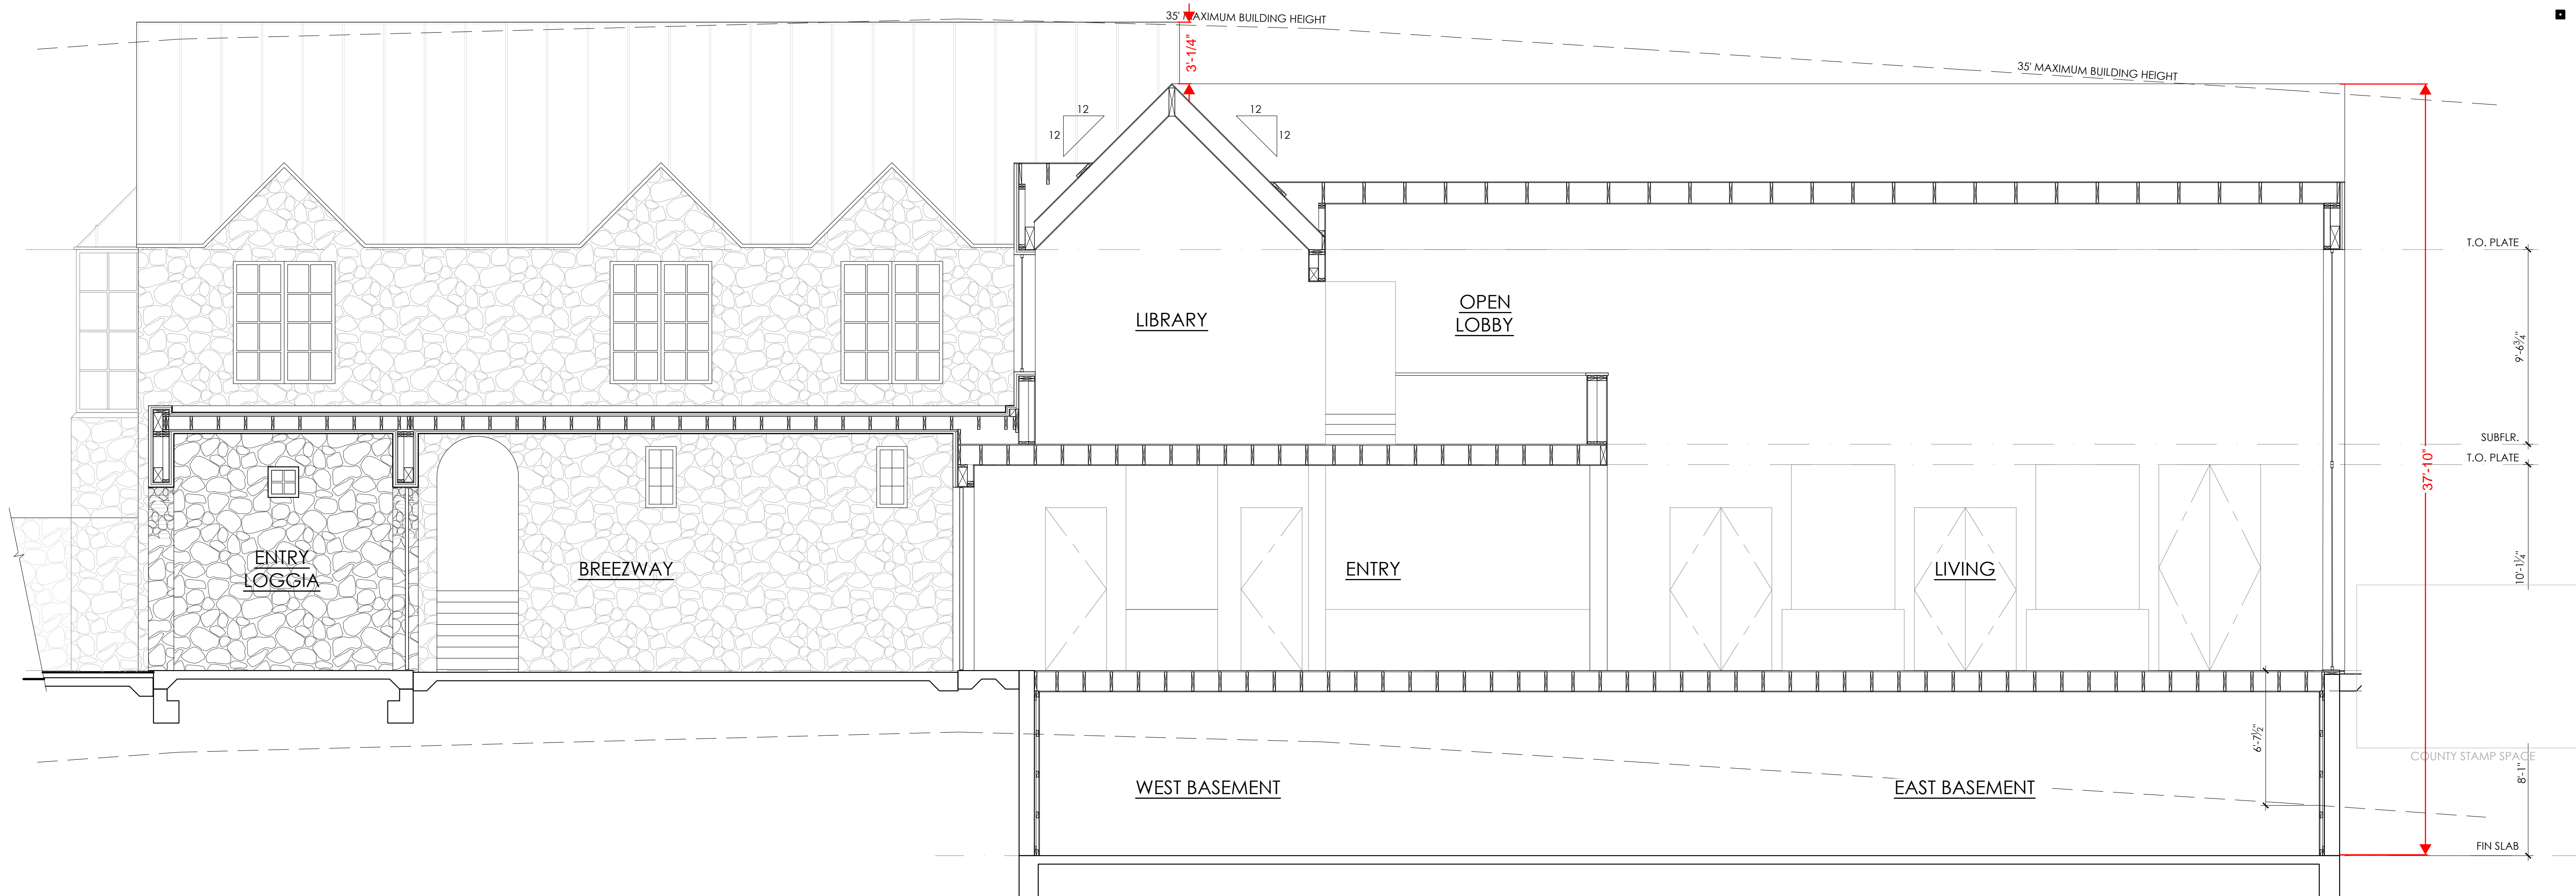 35' MAXIMUM BUILDING HEIGHT
3'-1/4"
35' MAXIMUM BUILDING HEIGHT
12
12
12
12
T.O. PLATE
LIBRARY
OPEN
LOBBY
9'-6¾"
SUBFLR.
T.O. PLATE
37'-10"
ENTRY
LOGGIA
BREEZWAY
ENTRY
LIVING
10'-1¼"
6'-7½"
COUNTY STAMP SPACE
8'-1"
WEST BASEMENT
EAST BASEMENT
FIN SLAB